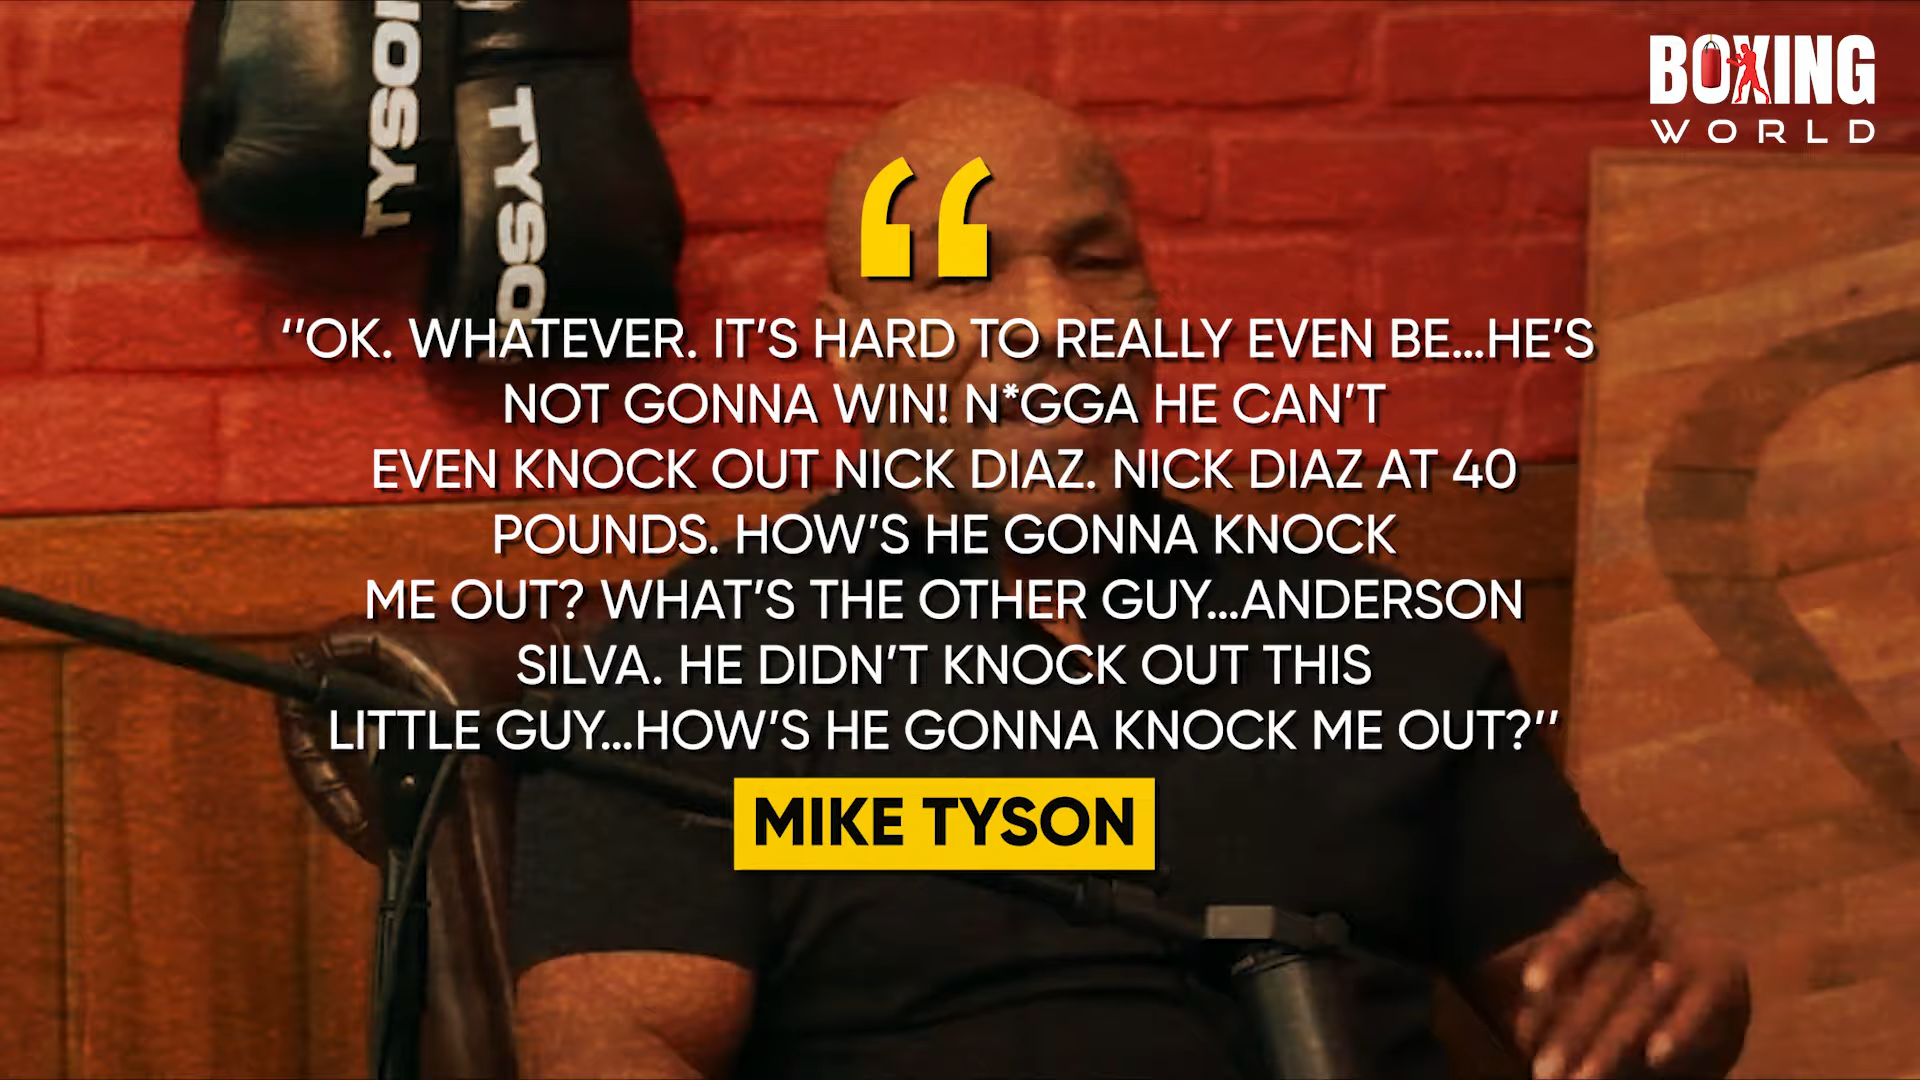 TYSON
TYSO
BOXING
WORLD
“
‘’OK. WHATEVER. IT’S HARD TO REALLY EVEN BE...HE’S
NOT GONNA WIN! N*GGA HE CAN’T
EVEN KNOCK OUT NICK DIAZ. NICK DIAZ AT 40
POUNDS. HOW’S HE GONNA KNOCK
ME OUT? WHAT’S THE OTHER GUY...ANDERSON
SILVA. HE DIDN’T KNOCK OUT THIS
LITTLE GUY...HOW’S HE GONNA KNOCK ME OUT?’’
MIKE TYSON